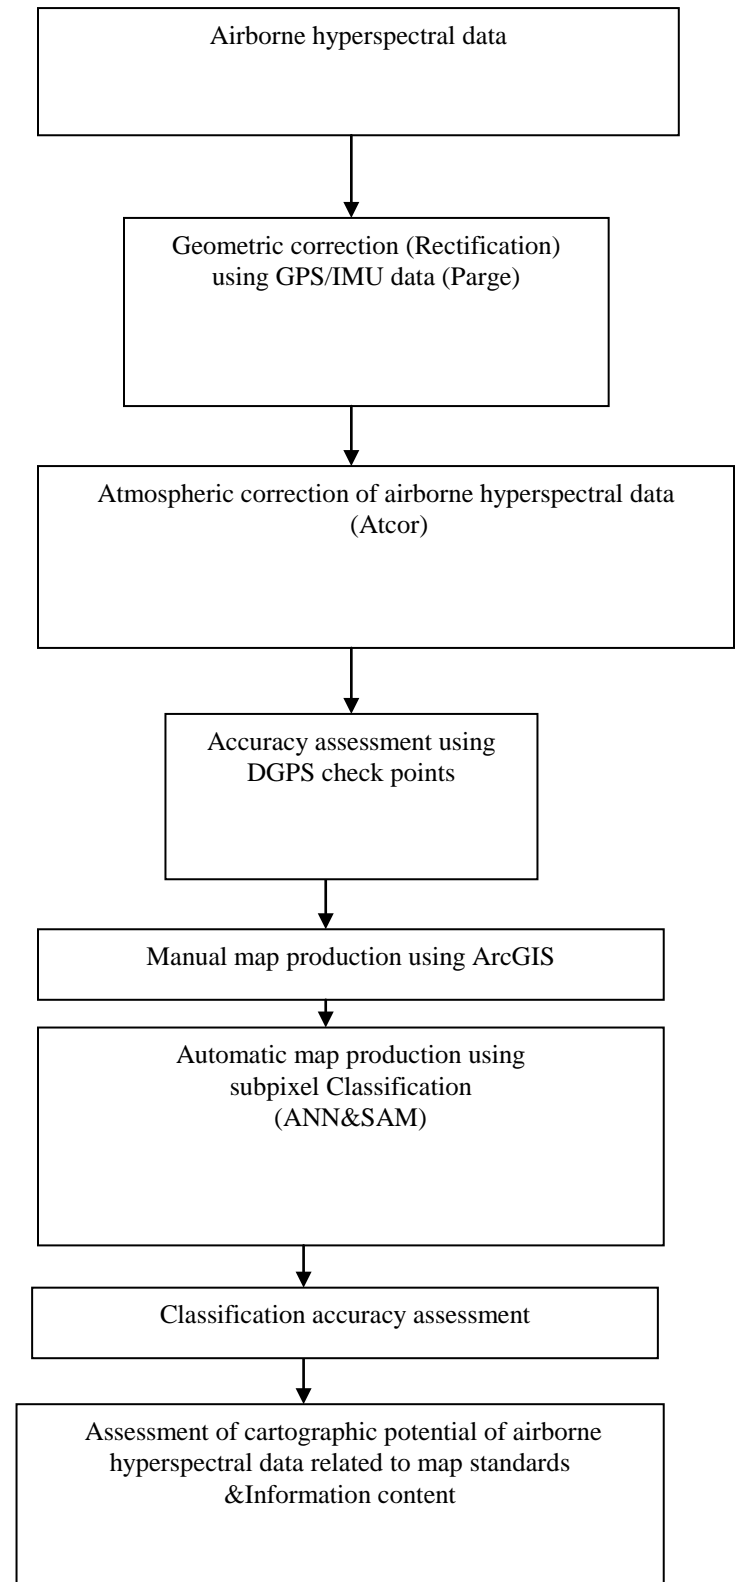 Airborne hyperspectral data
Geometric correction (Rectification)
using GPS/IMU data (Parge)
Atmospheric correction of airborne hyperspectral data
(Atcor)
Accuracy assessment using
DGPS check points
Manual map production using ArcGIS
Automatic map production using
subpixel Classification
(ANN&SAM)
Classification accuracy assessment
Assessment of cartographic potential of airborne
hyperspectral data related to map standards
&Information content